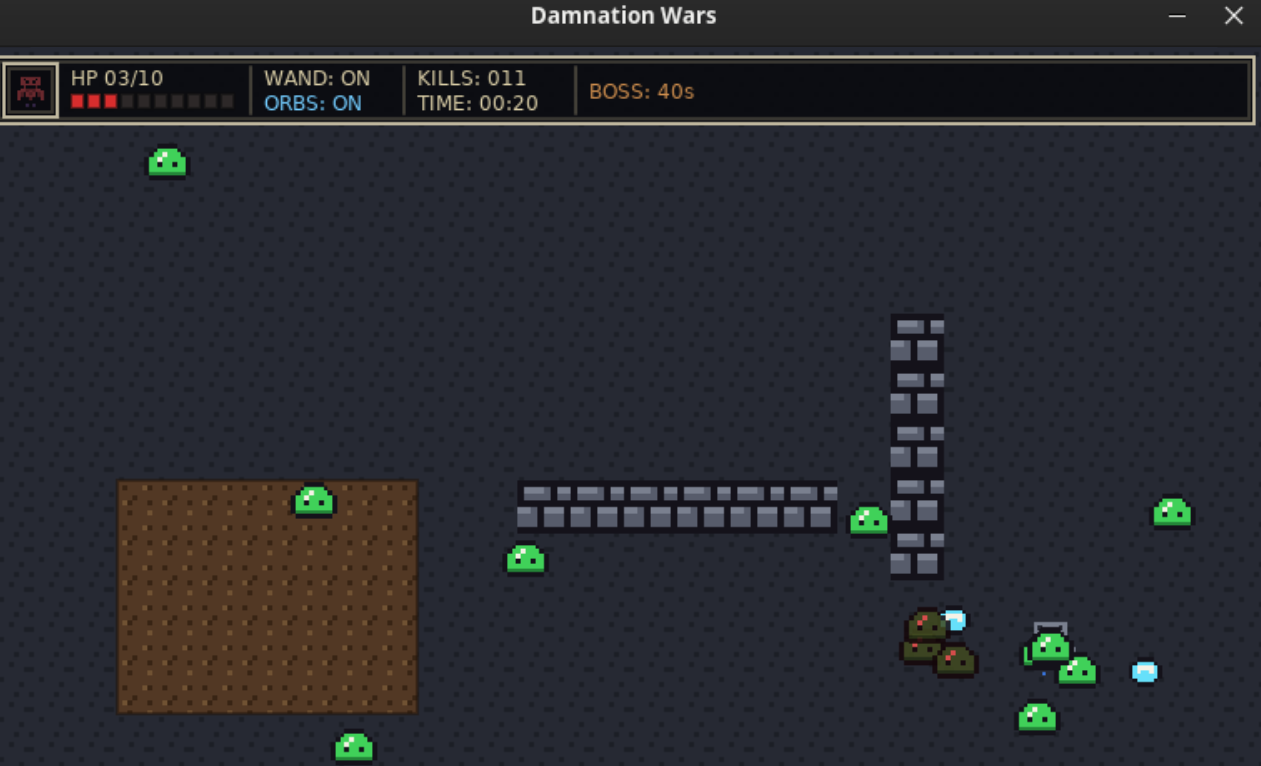 Damnation Wars
HP 03/10
WAND: ON
ORBS: ON
KILLS: 011
TIME: 00:20
BOSS: 40s